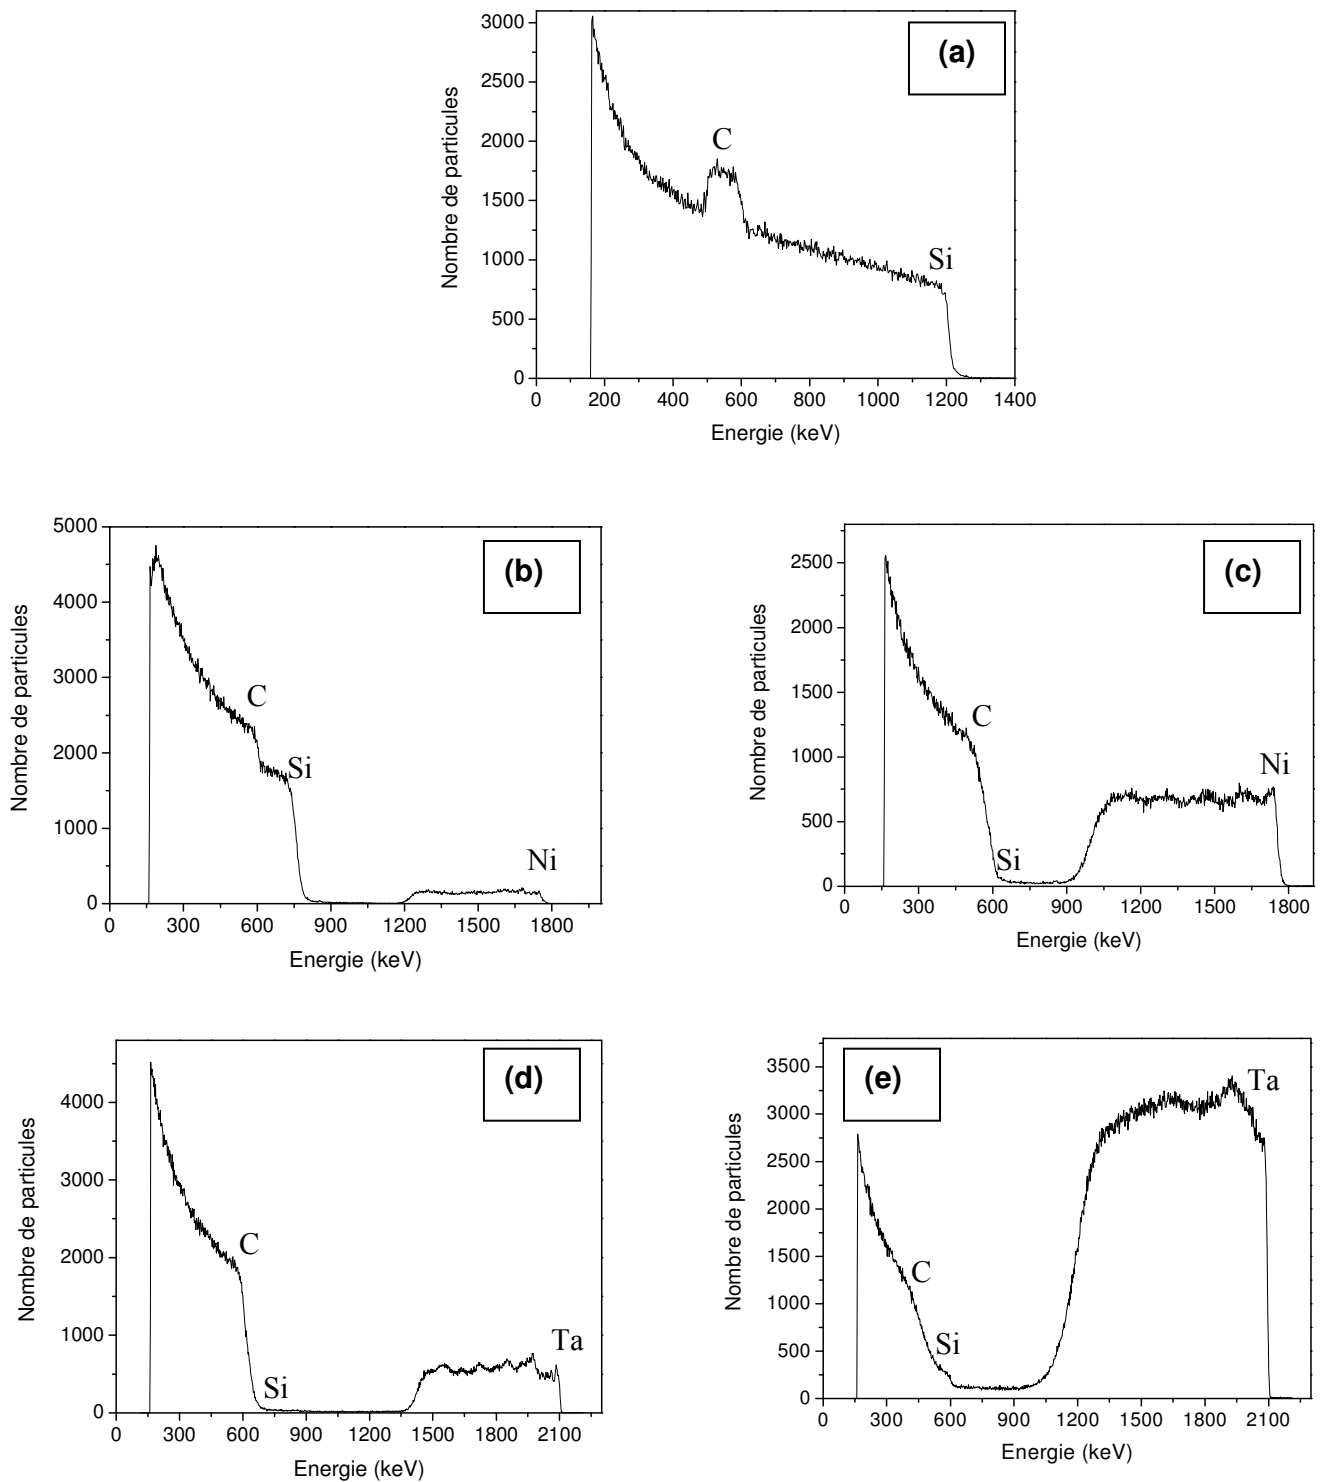 (a)
Nombre de particules
3000
2500
2000
1500
1000
500
0
C
Si
0 200 400 600 800 1000 1200 1400
Energie (keV)
(b)
Nombre de particules
5000
4000
3000
2000
1000
0
C
Si
Ni
0 300 600 900 1200 1500 1800
Energie (keV)
(c)
Nombre de particules
2500
2000
1500
1000
500
0
C
Si
Ni
0 300 600 900 1200 1500 1800
Energie (keV)
(d)
Nombre de particules
4000
3000
2000
1000
0
C
Si
Ta
0 300 600 900 1200 1500 1800 2100
Energie (keV)
(e)
Nombre de particules
3500
3000
2500
2000
1500
1000
500
0
C
Si
Ta
0 300 600 900 1200 1500 1800 2100
Energie (keV)